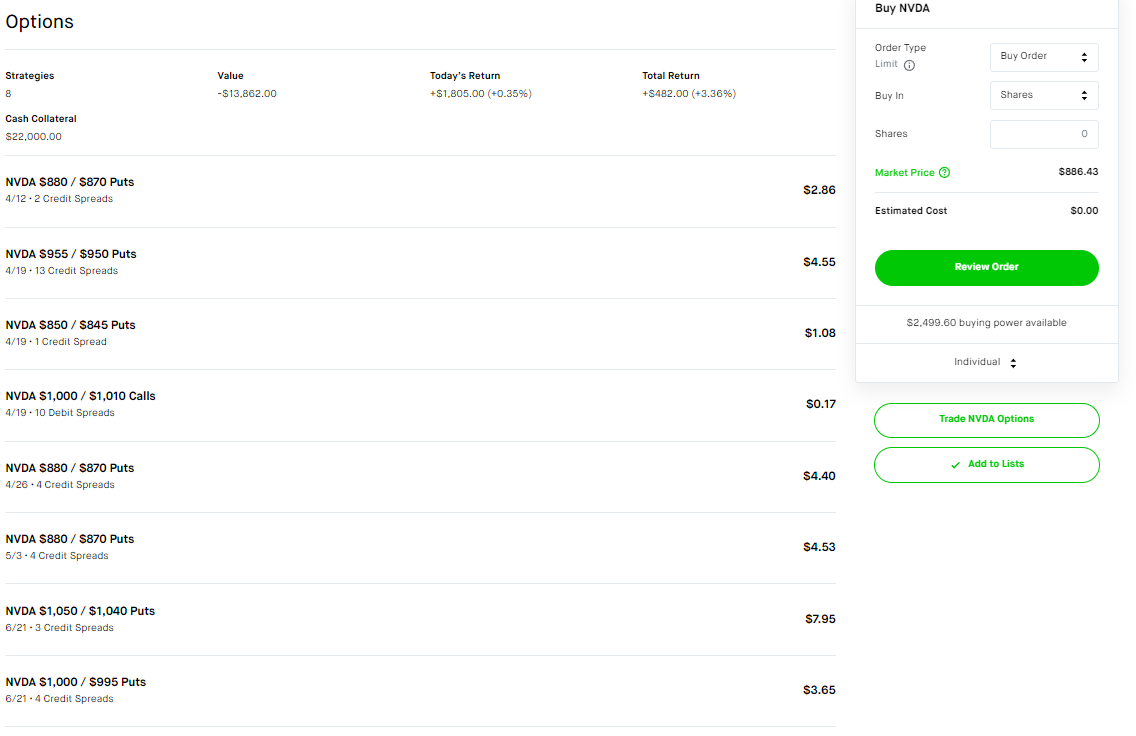 Options
Strategies
8
Value
-$13,862.00
Today's Return
+$1,805.00 (+0.35%)
Total Return
+$482.00 (+3.36%)
Cash Collateral
$22,000.00
NVDA $880 / $870 Puts
4/12 · 2 Credit Spreads
$2.86
NVDA $955 / $950 Puts
4/19 · 13 Credit Spreads
$4.55
NVDA $850 / $845 Puts
4/19 · 1 Credit Spread
$1.08
NVDA $1,000 / $1,010 Calls
4/19 · 10 Debit Spreads
$0.17
NVDA $880 / $870 Puts
4/26 · 4 Credit Spreads
$4.40
NVDA $880 / $870 Puts
5/3 · 4 Credit Spreads
$4.53
NVDA $1,050 / $1,040 Puts
6/21 · 3 Credit Spreads
$7.95
NVDA $1,000 / $995 Puts
6/21 · 4 Credit Spreads
$3.65
Buy NVDA
Order Type
Limit
Buy Order
Buy In
Shares
Shares
0
Market Price
$886.43
Estimated Cost
$0.00
Review Order
$2,499.60 buying power available
Individual
Trade NVDA Options
Add to Lists